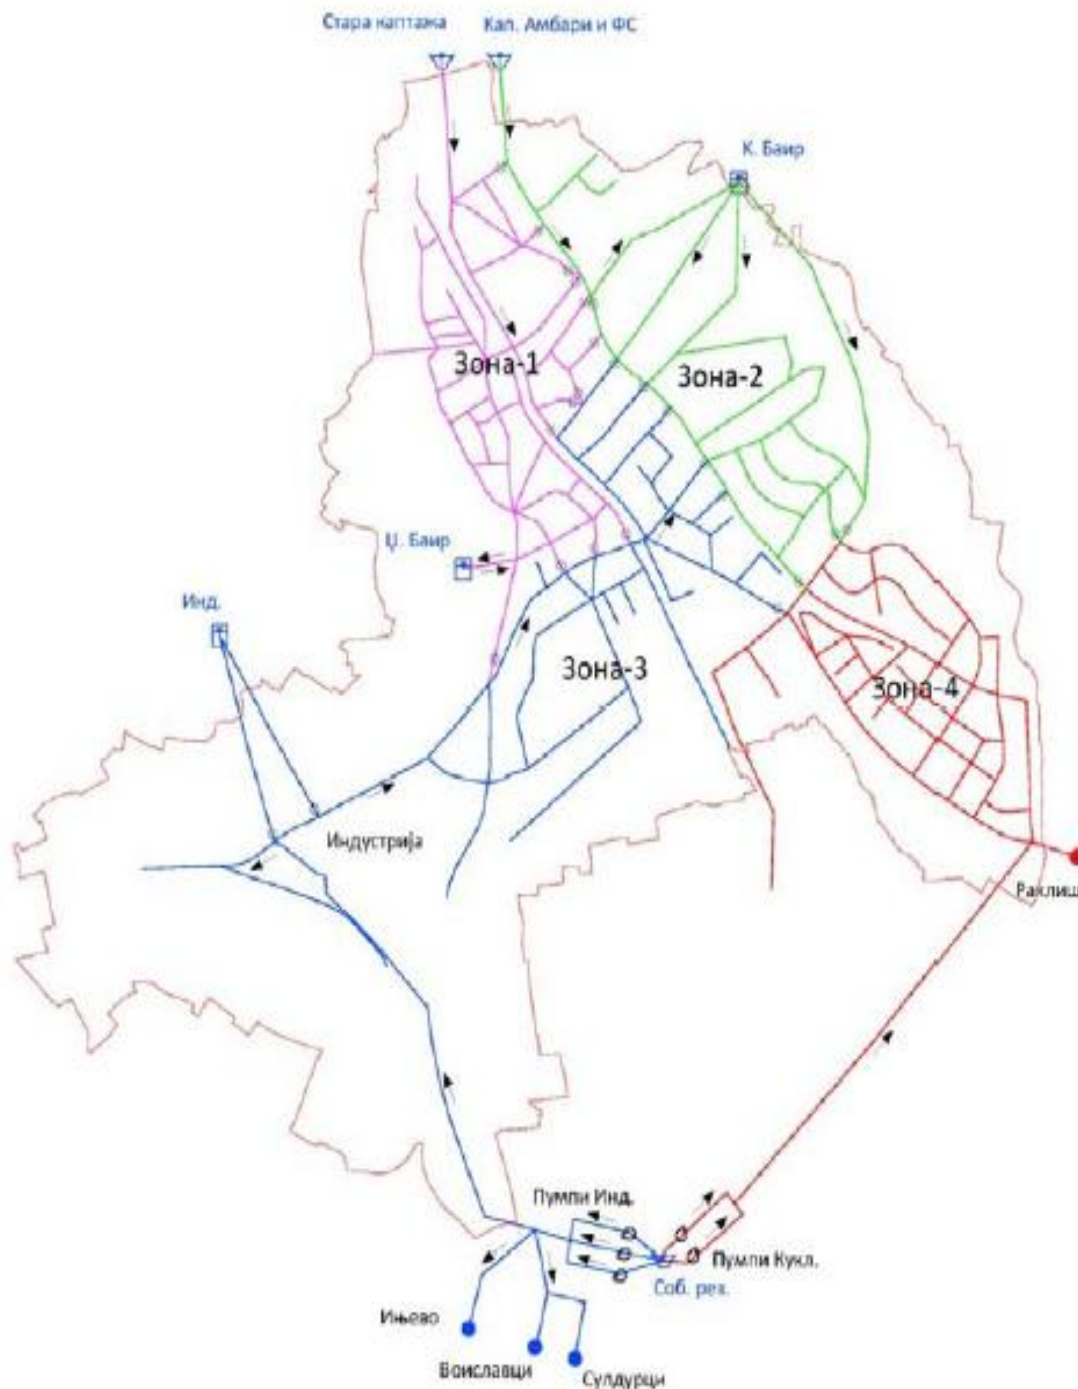 Стара каптажа
Кап. Амбари и ФС
К. Баир
Зона-1
Зона-2
Ц. Баир
Инд.
Зона-3
Зона-4
Индустрија
Раклиш
Пумпи Инд.
Пумпи Кукл.
Соб. рез.
Ињево
Воиславци
Сулдурци